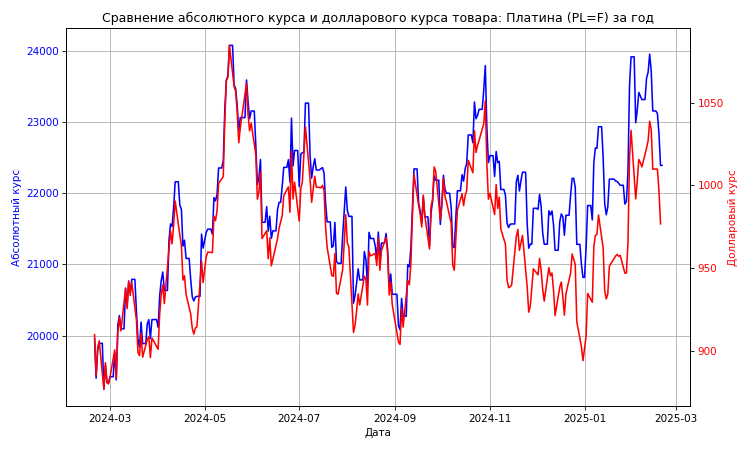 Сравнение абсолютного курса и долларового курса товара: Платина (PL=F) за год
Абсолютный курс
24000
23000
22000
21000
20000
1050
1000
950
900
Долларовый курс
2024-03 2024-05 2024-07 2024-09 2024-11 2025-01 2025-03
Дата